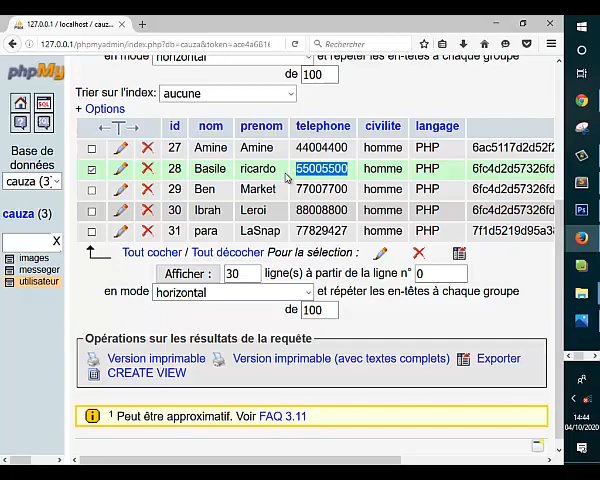 127.0.0.1 / localhost / cauz...
127.0.0.1/phpmyadmin/index.php?db=cauza&token=ace4a6816
Rechercher
phpMy
en mode horizontal et répéter les en-têtes à chaque groupe
de 100
Trier sur l'index: aucune
+ Options
id nom prenom telephone civilite langage
27 Amine Amine 44004400 homme PHP 6ac5117d2d52f
28 Basile ricardo 55005500 homme PHP 6fc4d2d57326fd
29 Ben Market 77007700 homme PHP 6fc4d2d57326fd
30 Ibrah Leroi 88008800 homme PHP 6fc4d2d57326fd
31 para LaSnap 77829427 homme PHP 7f1d5219d95a38
Base de
données
cauza (3)
cauza (3)
X
images
messeger
utilisateur
Tout cocher / Tout décocher Pour la sélection :
Afficher : 30 ligne(s) à partir de la ligne n° 0
en mode horizontal et répéter les en-têtes à chaque groupe
de 100
Opérations sur les résultats de la requête
Version imprimable Version imprimable (avec textes complets) Exporter
CREATE VIEW
1 Peut être approximatif. Voir FAQ 3.11
14:44
04/10/2020